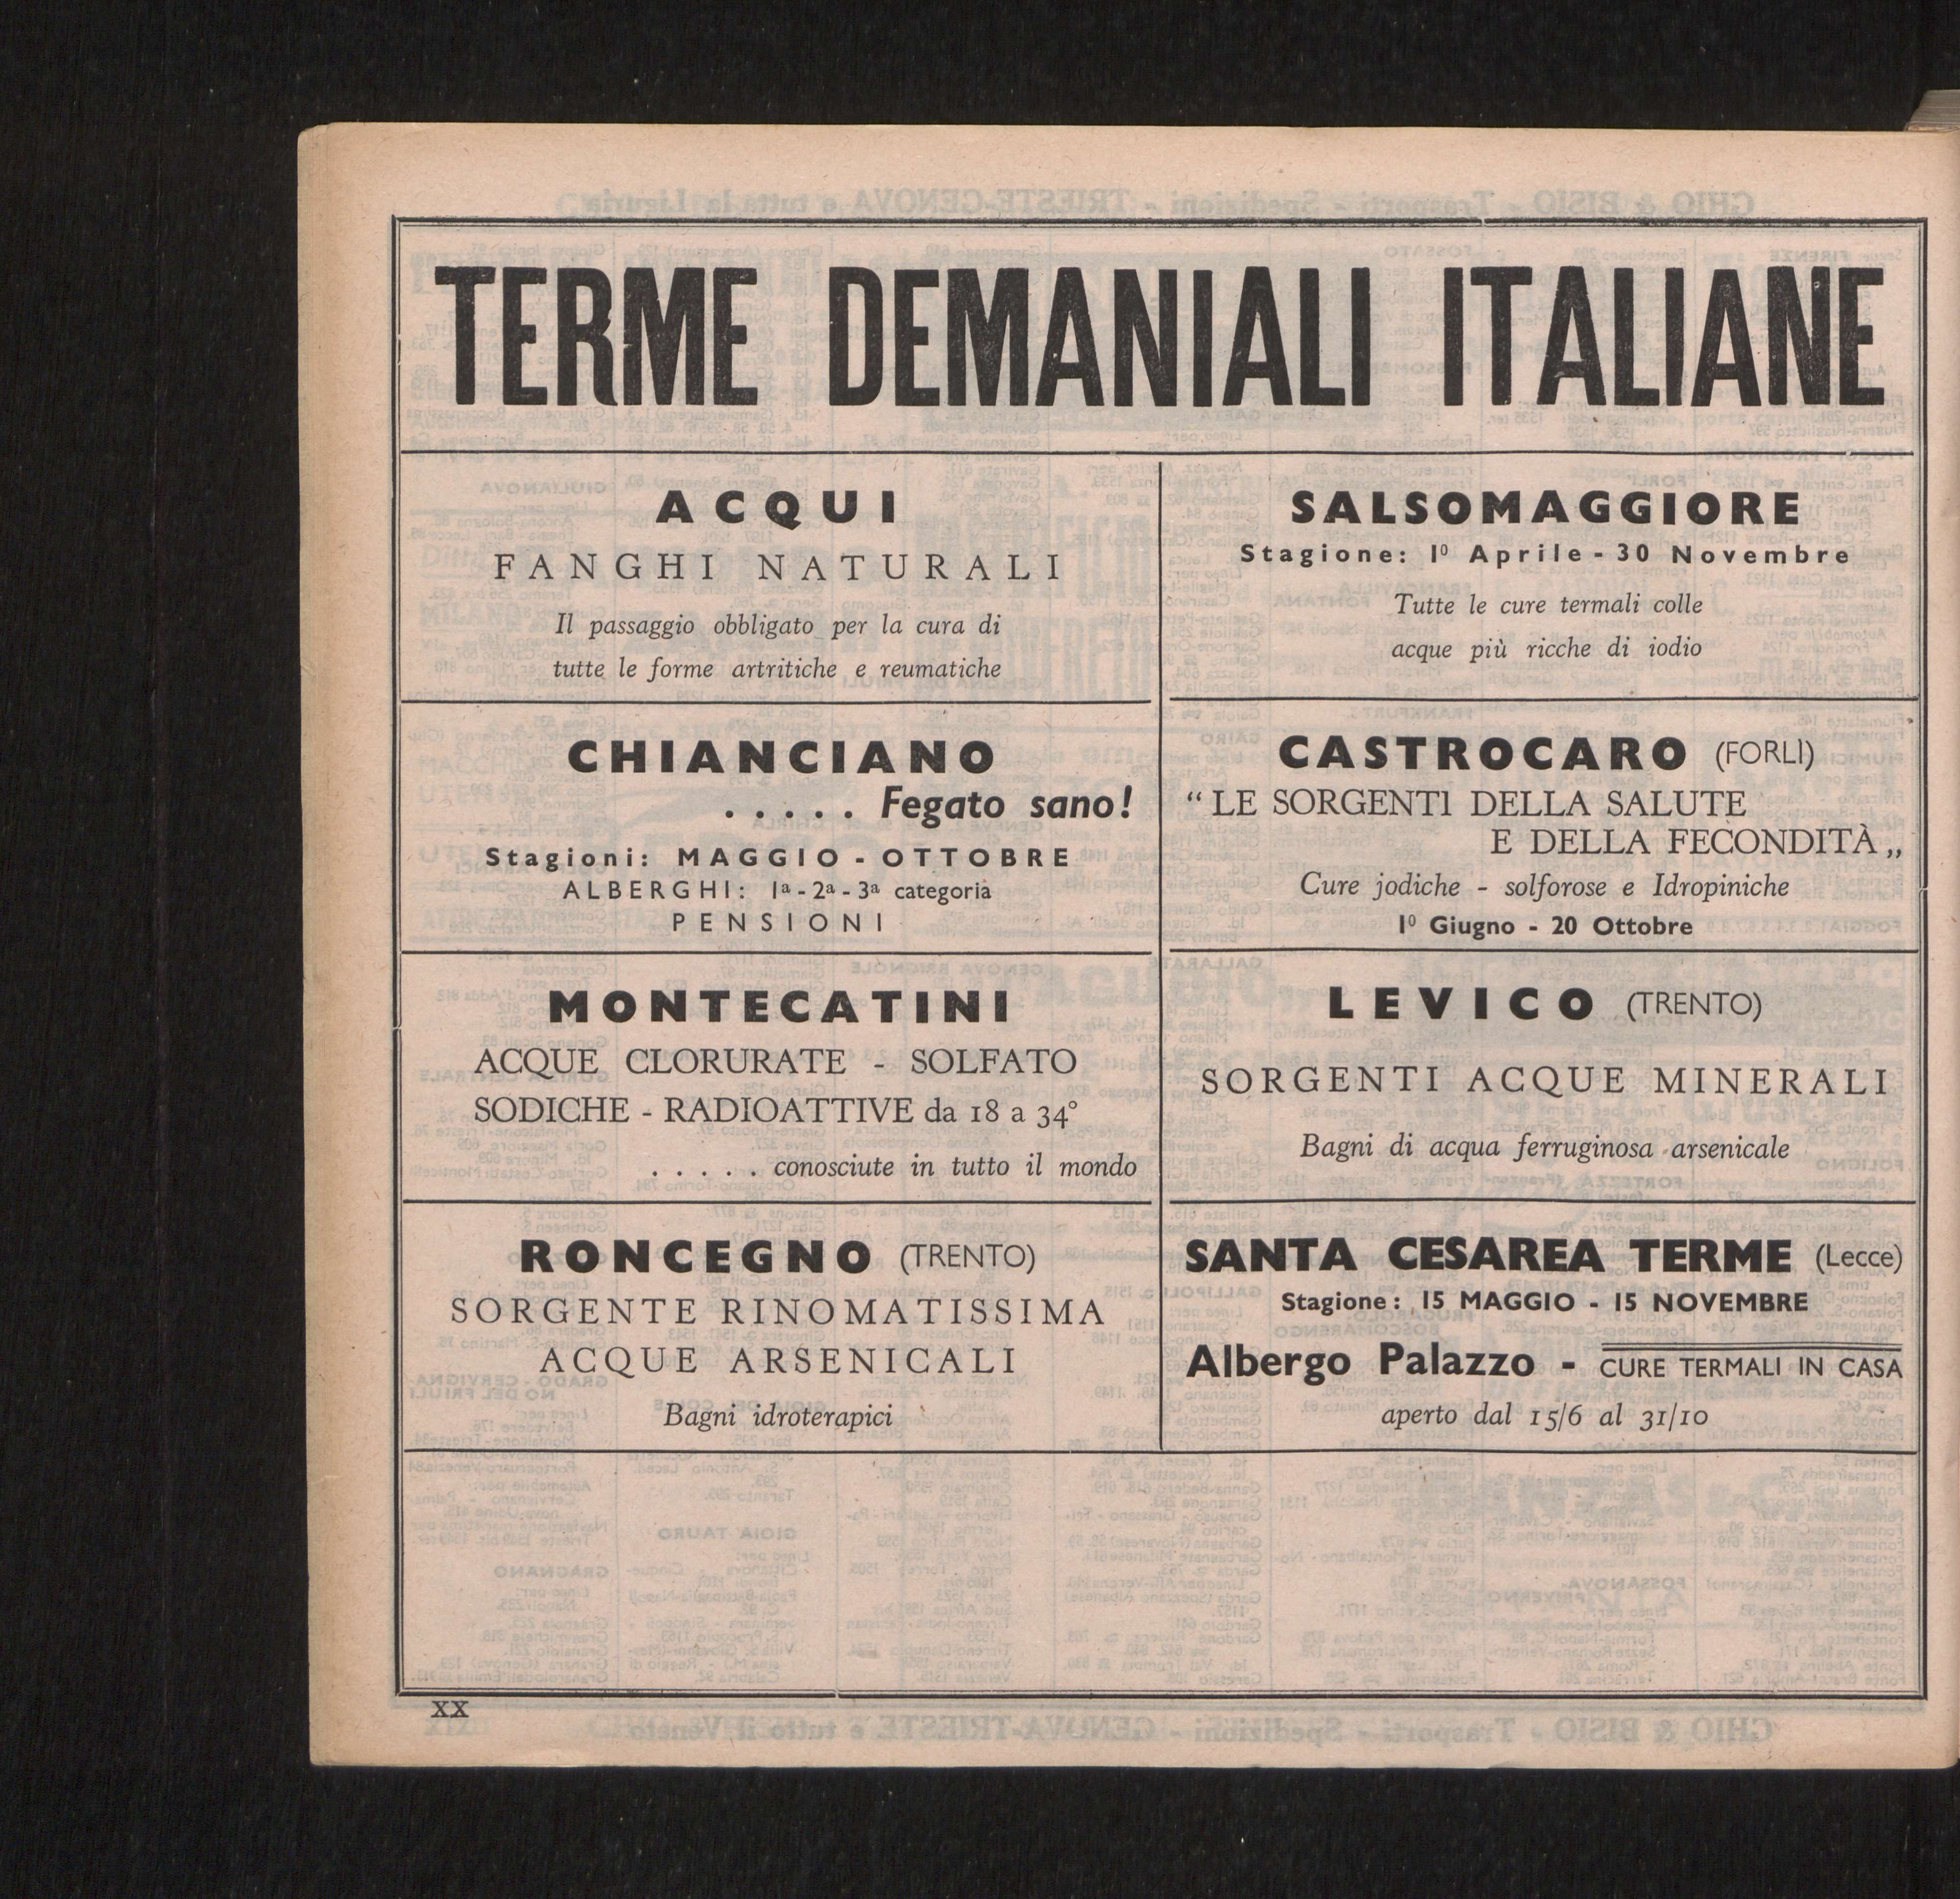 TERME DEMANIALI ITALIANE
ACQUI
FANGHI NATURALI
Il passaggio obbligato per la cura di
tutte le forme artritiche e reumatiche
SALSOMAGGIORE
Stagione: 1º Aprile - 30 Novembre
Tutte le cure termali colle
acque più ricche di iodio
CHIANCIANO
. . . . . Fegato sano!
Stagioni: MAGGIO - OTTOBRE
ALBERGHI: 1ª - 2ª - 3ª categoria
PENSIONI
CASTROCARO (FORLÌ)
“ LE SORGENTI DELLA SALUTE
E DELLA FECONDITÀ „
Cure jodiche - solforose e Idropiniche
1º Giugno - 20 Ottobre
MONTECATINI
ACQUE CLORURATE - SOLFATO
SODICHE - RADIOATTIVE da 18 a 34°
. . . . . conosciute in tutto il mondo
LEVICO (TRENTO)
SORGENTI ACQUE MINERALI
Bagni di acqua ferruginosa arsenicale
RONCEGNO (TRENTO)
SORGENTE RINOMATISSIMA
ACQUE ARSENICALI
Bagni idroterapici
SANTA CESAREA TERME (Lecce)
Stagione: 15 MAGGIO - 15 NOVEMBRE
Albergo Palazzo - CURE TERMALI IN CASA
aperto dal 15/6 al 31/10
XX